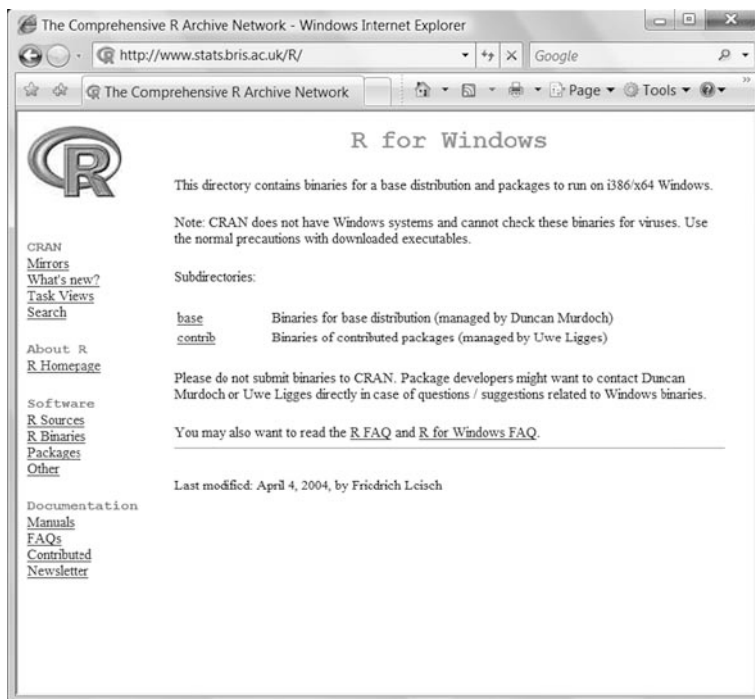 The Comprehensive R Archive Network - Windows Internet Explorer
http://www.stats.bris.ac.uk/R/
Google
The Comprehensive R Archive Network
Page
Tools
R
R for Windows
This directory contains binaries for a base distribution and packages to run on i386/x64 Windows.
Note: CRAN does not have Windows systems and cannot check these binaries for viruses. Use
the normal precautions with downloaded executables.
Subdirectories:
base Binaries for base distribution (managed by Duncan Murdoch)
contrib Binaries of contributed packages (managed by Uwe Ligges)
Please do not submit binaries to CRAN. Package developers might want to contact Duncan
Murdoch or Uwe Ligges directly in case of questions / suggestions related to Windows binaries.
You may also want to read the R FAQ and R for Windows FAQ.
Last modified: April 4, 2004, by Friedrich Leisch
CRAN
Mirrors
What's new?
Task Views
Search
About R
R Homepage
Software
R Sources
R Binaries
Packages
Other
Documentation
Manuals
FAQs
Contributed
Newsletter